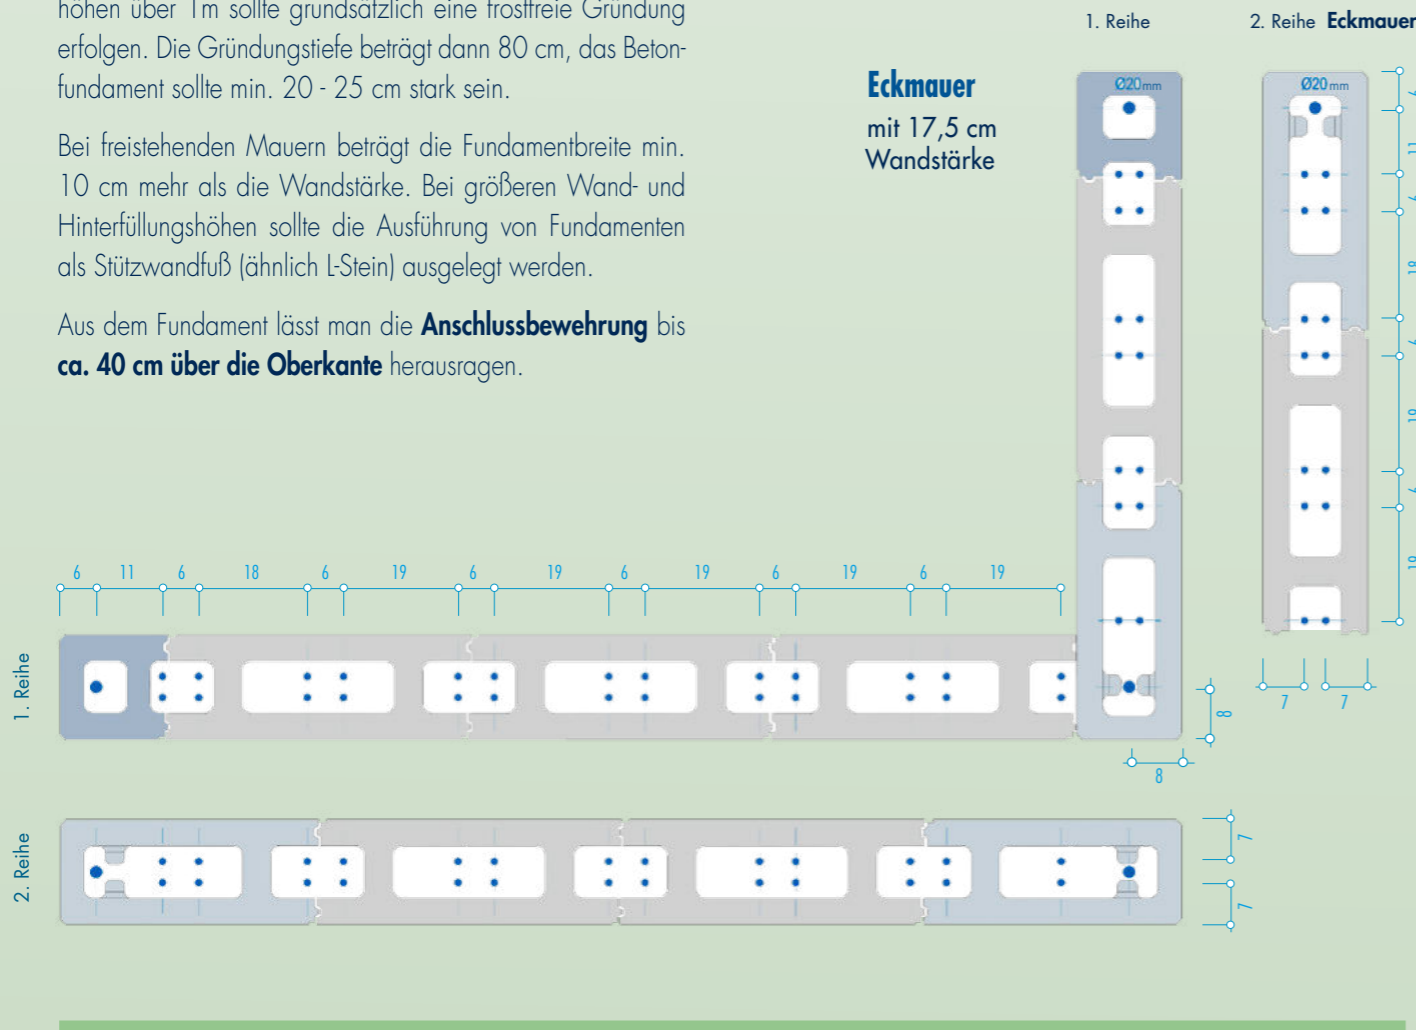 höhen über 1m sollte grundsätzlich eine frostfreie Gründung
erfolgen. Die Gründungstiefe beträgt dann 80 cm, das Beton-
fundament sollte min. 20 - 25 cm stark sein.
Bei freistehenden Mauern beträgt die Fundamentbreite min.
10 cm mehr als die Wandstärke. Bei größeren Wand- und
Hinterfüllungshöhen sollte die Ausführung von Fundamenten
als Stützwandfuß (ähnlich L-Stein) ausgelegt werden.
Aus dem Fundament lässt man die Anschlussbewehrung bis
ca. 40 cm über die Oberkante herausragen.
1. Reihe
2. Reihe Eckmauer
Eckmauer
mit 17,5 cm
Wandstärke
Ø20mm
Ø20mm
6 11 6 18 6 19 6 19 6 19 6 19 6 19
1. Reihe
8
8
7 7
2. Reihe
7
7